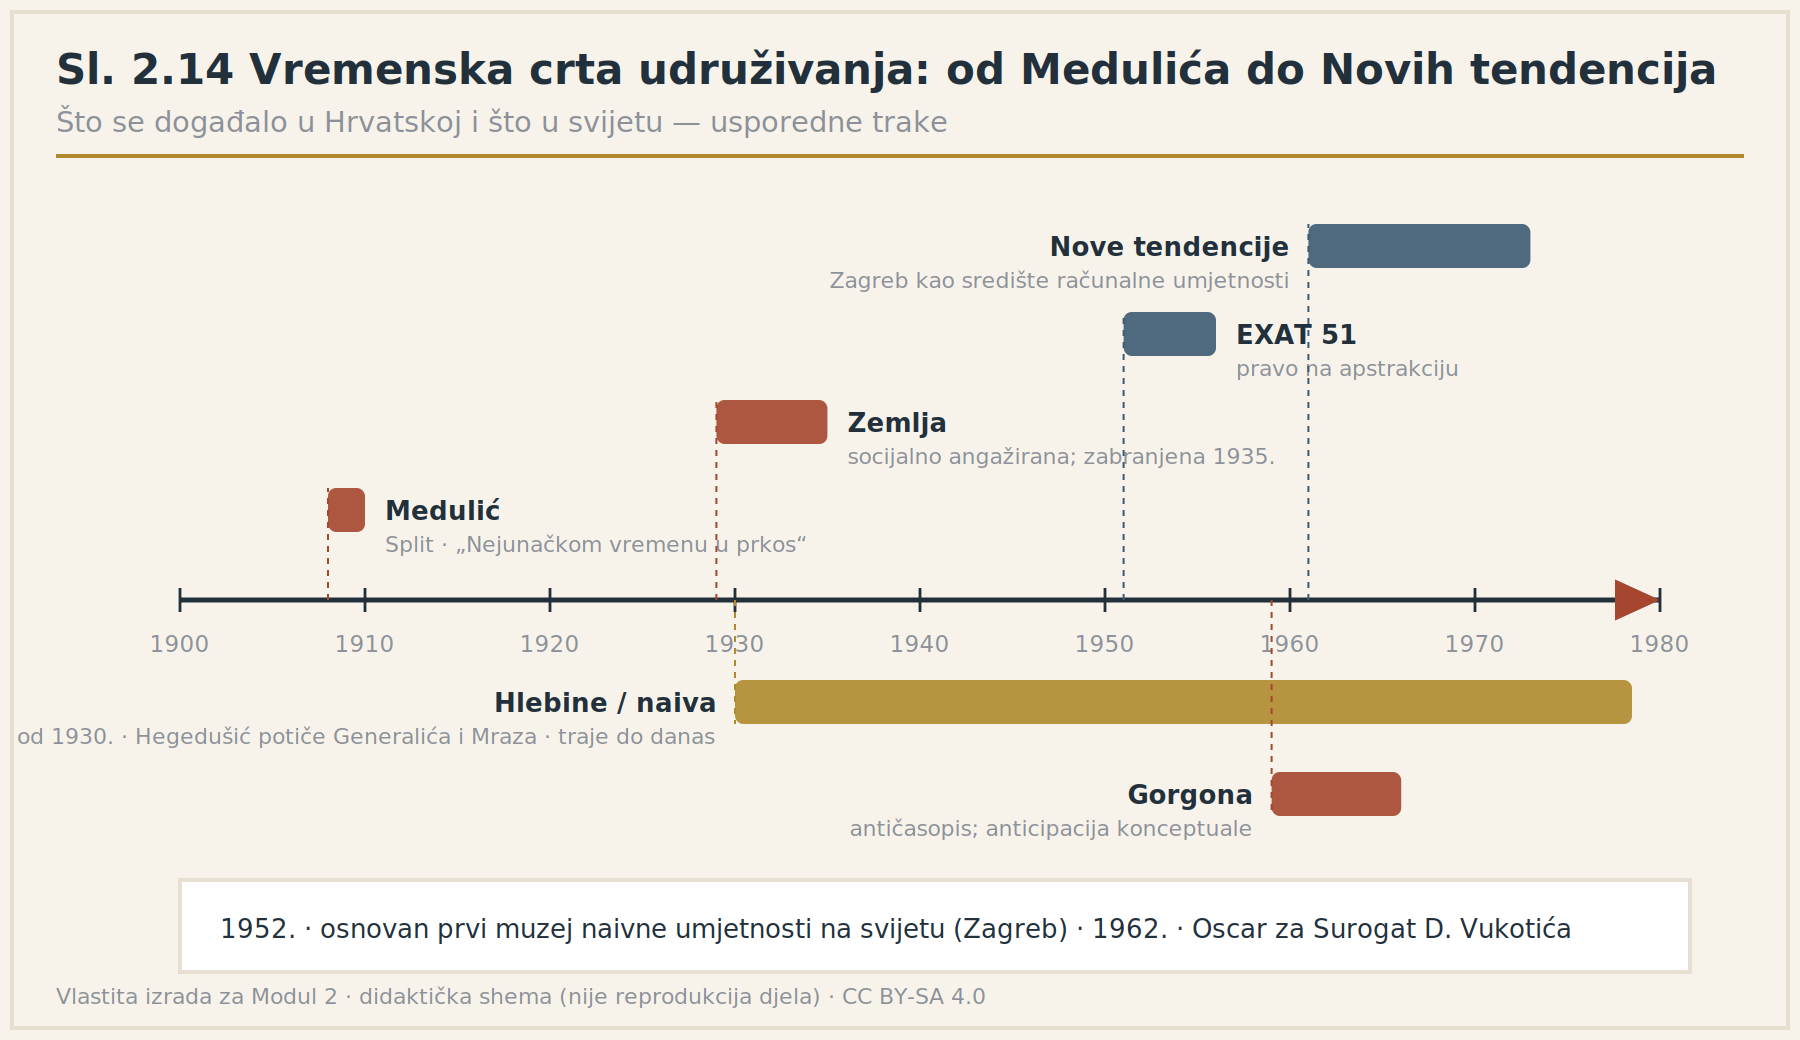 Sl. 2.14 Vremenska crta udruživanja: od Medulića do Novih tendencija
Što se događalo u Hrvatskoj i što u svijetu — usporedne trake
Nove tendencije
Zagreb kao središte računalne umjetnosti
EXAT 51
pravo na apstrakciju
Zemlja
socijalno angažirana; zabranjena 1935.
Medulić
Split · „Nejunačkom vremenu u prkos“
1900 1910 1920 1930 1940 1950 1960 1970 1980
Hlebine / naiva
od 1930. · Hegedušić potiče Generalića i Mraza · traje do danas
Gorgona
antičasopis; anticipacija konceptuale
1952. · osnovan prvi muzej naivne umjetnosti na svijetu (Zagreb) · 1962. · Oscar za Surogat D. Vukotića
Vlastita izrada za Modul 2 · didaktička shema (nije reprodukcija djela) · CC BY-SA 4.0